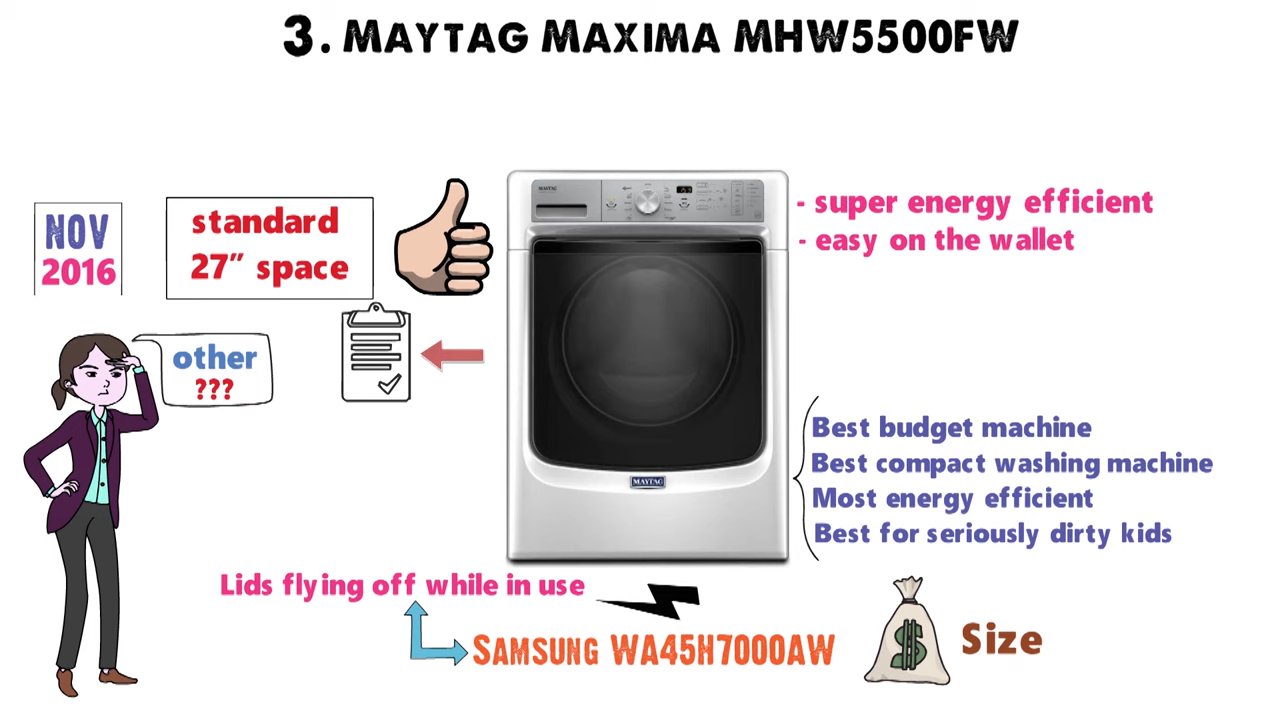 3. MAYTAG MAXIMA MHW5500FW
NOV
2016
standard
27” space
- super energy efficient
- easy on the wallet
MAYTAG
other
???
Best budget machine
Best compact washing machine
Most energy efficient
Best for seriously dirty kids
MAYTAG
Lids flying off while in use
SAMSUNG WA45H7000AW
$
Size